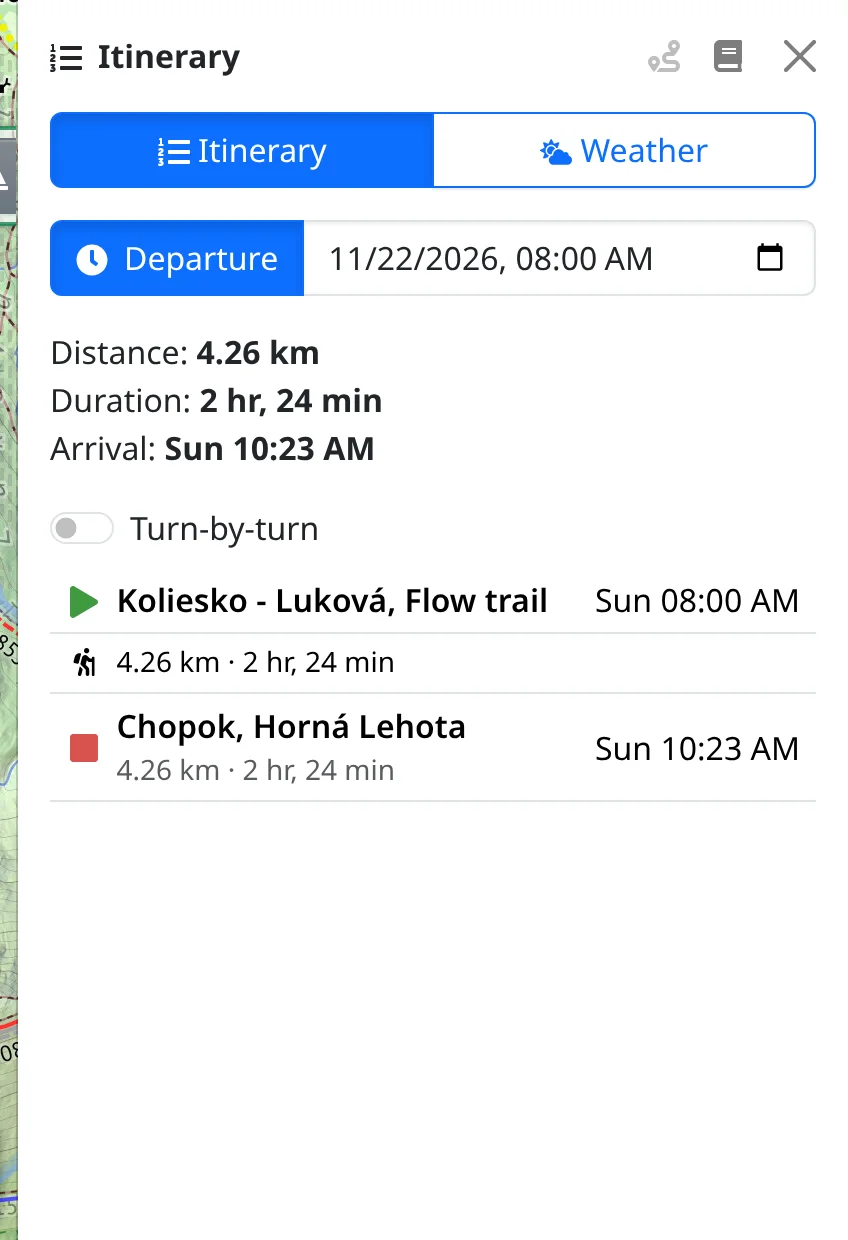 Itinerary
Itinerary
Weather
Departure
11/22/2026, 08:00 AM
Distance: 4.26 km
Duration: 2 hr, 24 min
Arrival: Sun 10:23 AM
Turn-by-turn
Koliesko - Luková, Flow trail Sun 08:00 AM
4.26 km · 2 hr, 24 min
Chopok, Horná Lehota
Sun 10:23 AM
4.26 km · 2 hr, 24 min